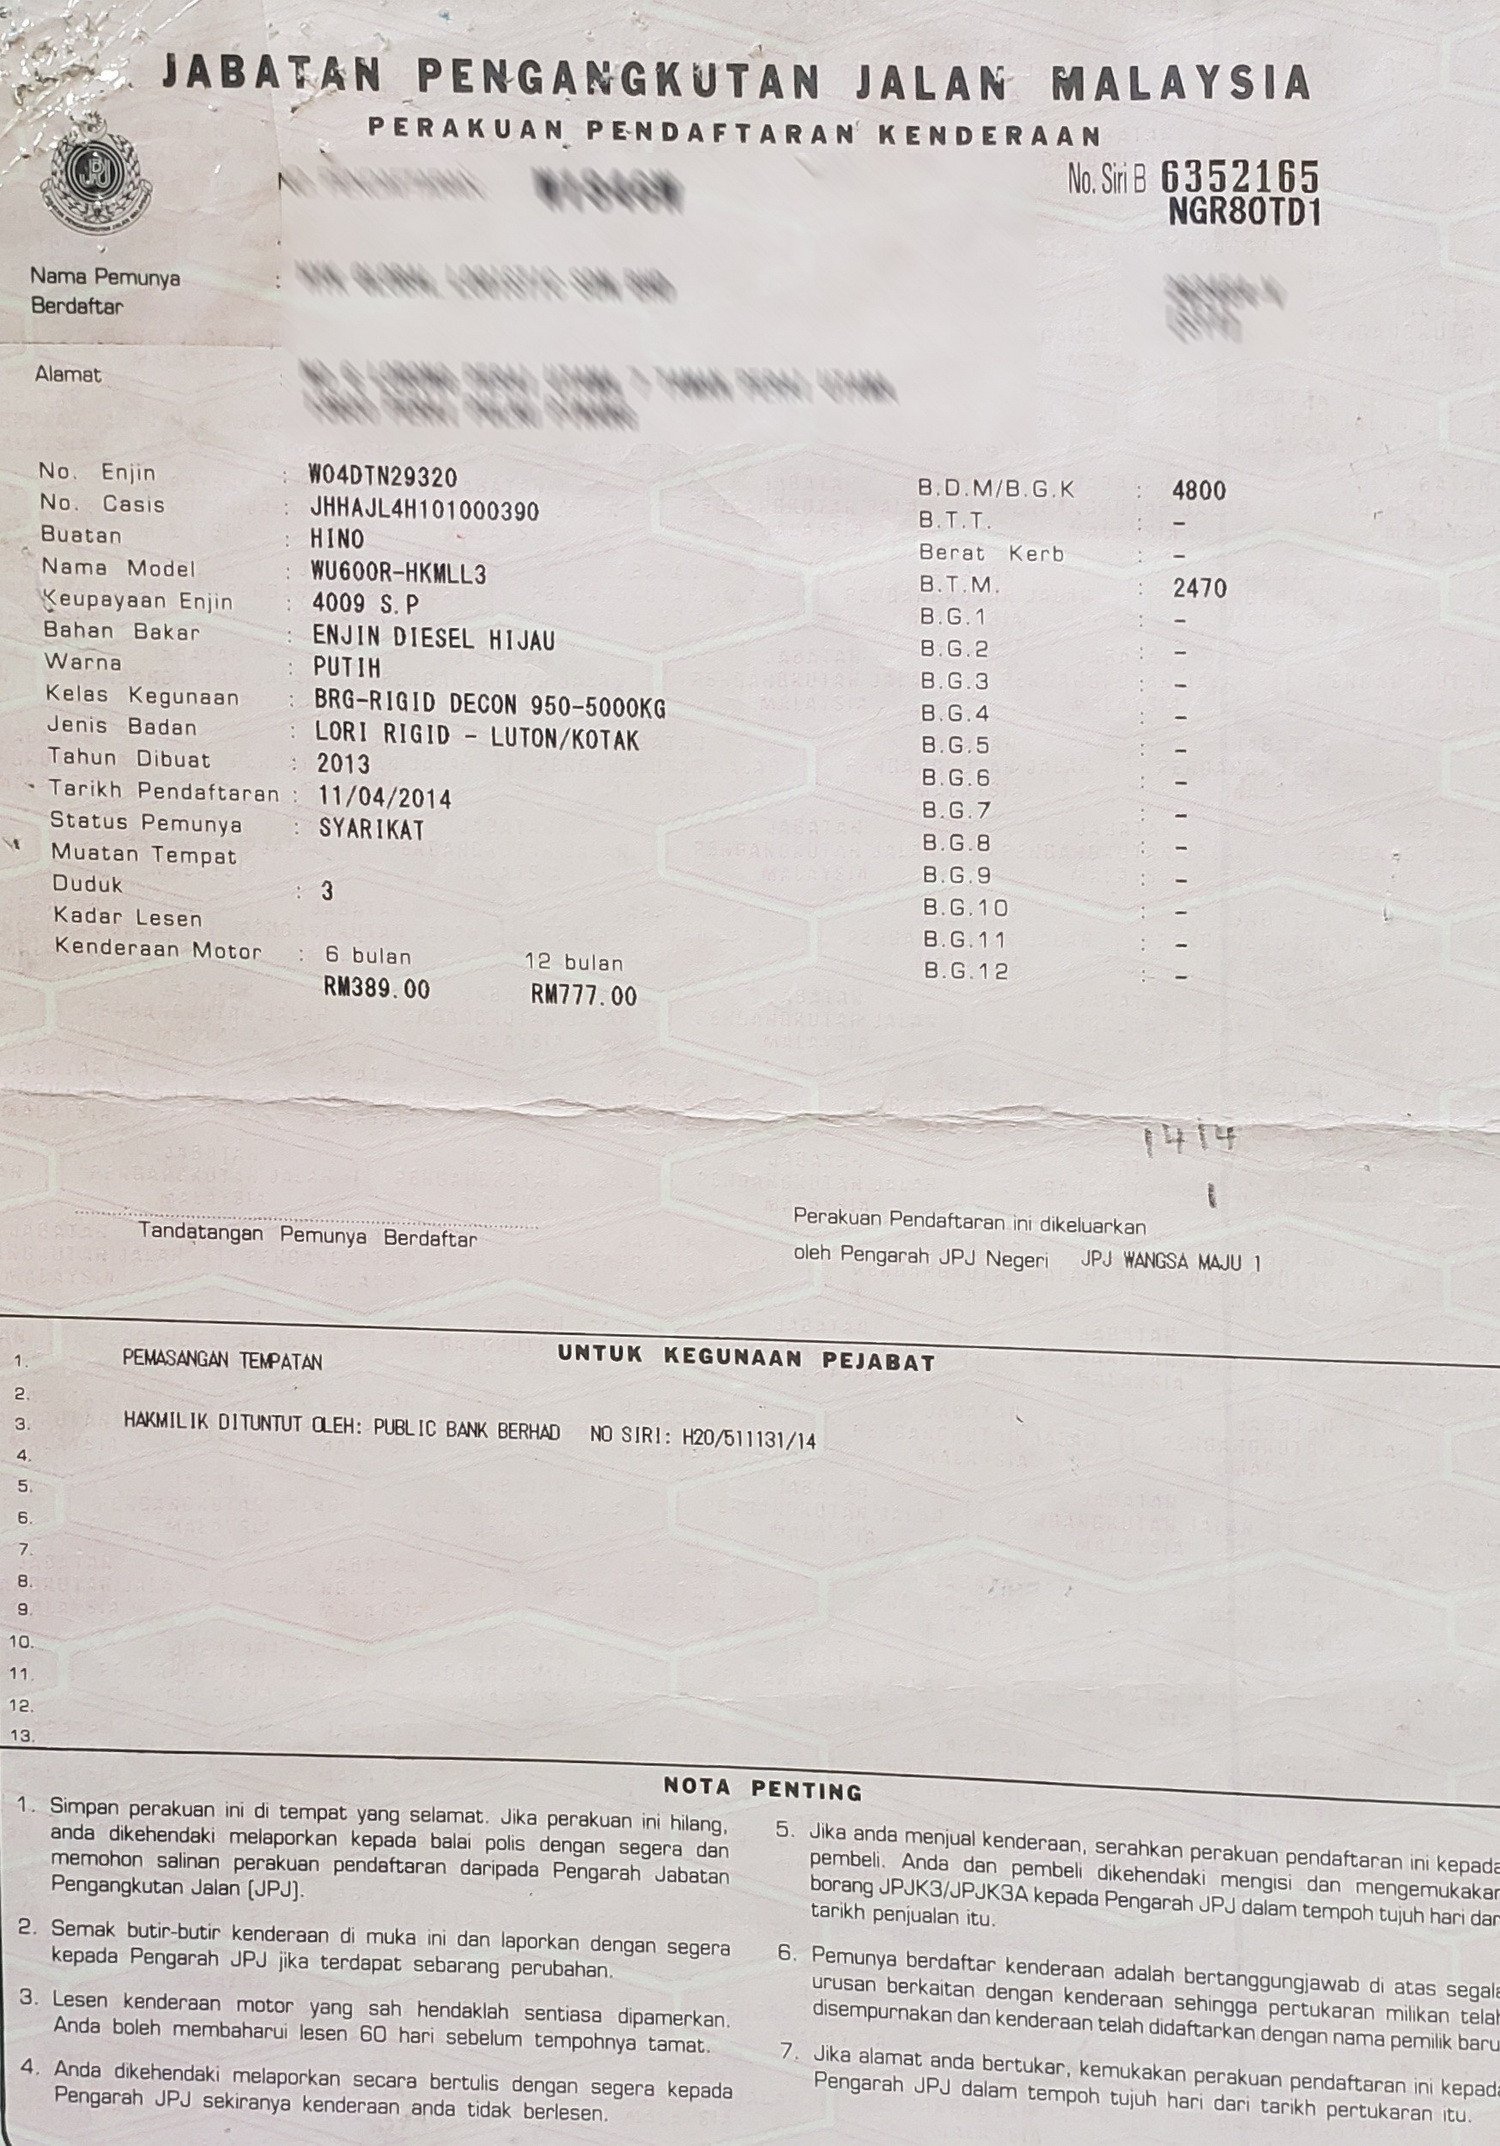 JABATAN PENGANGKUTAN JALAN MALAYSIA
PERAKUAN PENDAFTARAN KENDERAAN
No. Siri B 6352165
NGR80TD1
Nama Pemunya
Berdaftar :
Alamat
No. Enjin : W04DTN29320
No. Casis : JHHAJL4H101000390
Buatan : HINO
Nama Model : WU600R-HKMLL3
Keupayaan Enjin : 4009 S.P
Bahan Bakar : ENJIN DIESEL HIJAU
Warna : PUTIH
Kelas Kegunaan : BRG-RIGID DECON 950-5000KG
Jenis Badan : LORI RIGID - LUTON/KOTAK
Tahun Dibuat : 2013
Tarikh Pendaftaran : 11/04/2014
Status Pemunya : SYARIKAT
Muatan Tempat
Duduk : 3
Kadar Lesen
Kenderaan Motor : 6 bulan 12 bulan
RM389.00 RM777.00
B.D.M/B.G.K : 4800
B.T.T. : -
Berat Kerb : -
B.T.M. : 2470
B.G.1 : -
B.G.2 : -
B.G.3 : -
B.G.4 : -
B.G.5 : -
B.G.6 : -
B.G.7 : -
B.G.8 : -
B.G.9 : -
B.G.10 : -
B.G.11 : -
B.G.12 : -
1414
1
Tandatangan Pemunya Berdaftar
Perakuan Pendaftaran ini dikeluarkan
oleh Pengarah JPJ Negeri JPJ WANGSA MAJU 1
UNTUK KEGUNAAN PEJABAT
1. PEMASANGAN TEMPATAN
2.
3. HAKMILIK DITUNTUT OLEH: PUBLIC BANK BERHAD NO SIRI: H20/511131/14
4.
5.
6.
7.
8.
9.
10.
11.
12.
13.
NOTA PENTING
1. Simpan perakuan ini di tempat yang selamat. Jika perakuan ini hilang,
anda dikehendaki melaporkan kepada balai polis dengan segera dan
memohon salinan perakuan pendaftaran daripada Pengarah Jabatan
Pengangkutan Jalan (JPJ).
2. Semak butir-butir kenderaan di muka ini dan laporkan dengan segera
kepada Pengarah JPJ jika terdapat sebarang perubahan.
3. Lesen kenderaan motor yang sah hendaklah sentiasa dipamerkan.
Anda boleh membaharui lesen 60 hari sebelum tempohnya tamat.
4. Anda dikehendaki melaporkan secara bertulis dengan segera kepada
Pengarah JPJ sekiranya kenderaan anda tidak berlesen.
5. Jika anda menjual kenderaan, serahkan perakuan pendaftaran ini kepada
pembeli. Anda dan pembeli dikehendaki mengisi dan mengemukakan
borang JPJK3/JPJK3A kepada Pengarah JPJ dalam tempoh tujuh hari dari
tarikh penjualan itu.
6. Pemunya berdaftar kenderaan adalah bertanggungjawab di atas segala
urusan berkaitan dengan kenderaan sehingga pertukaran milikan telah
disempurnakan dan kenderaan telah didaftarkan dengan nama pemilik baru
7. Jika alamat anda bertukar, kemukakan perakuan pendaftaran ini kepada
Pengarah JPJ dalam tempoh tujuh hari dari tarikh pertukaran itu.